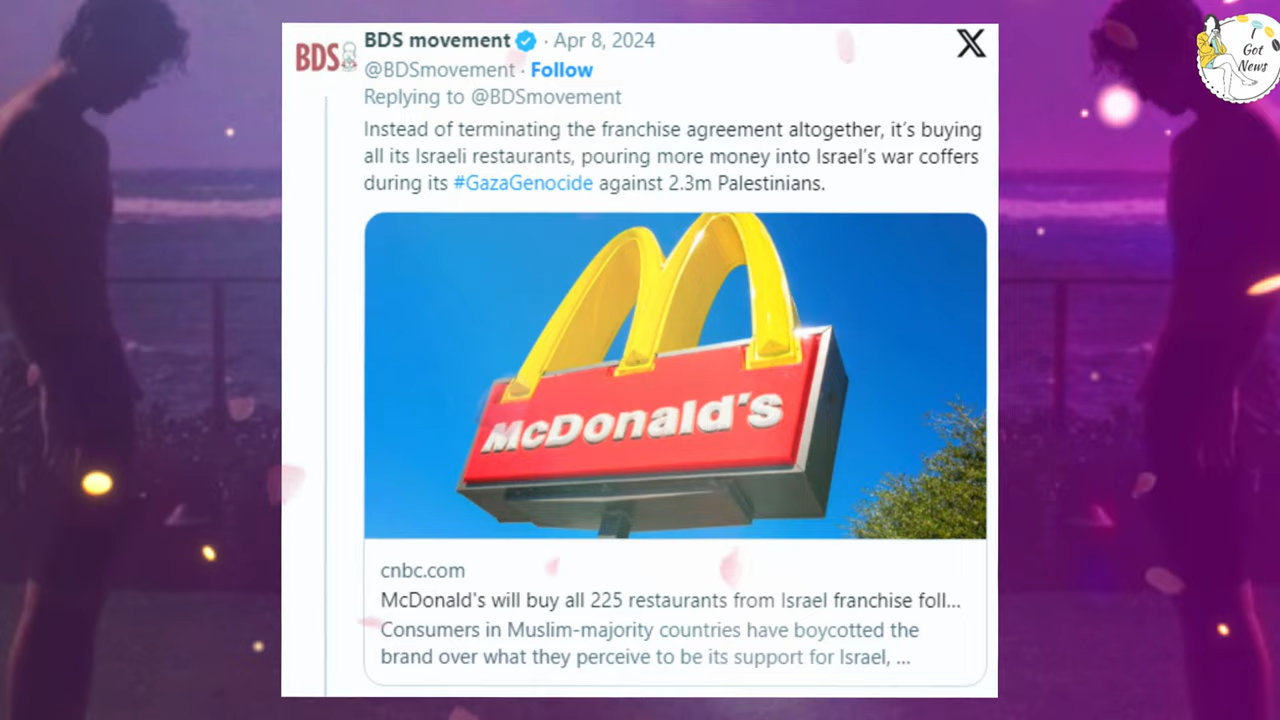 BDS
BDS movement · Apr 8, 2024
@BDSmovement · Follow
Replying to @BDSmovement
Instead of terminating the franchise agreement altogether, it's buying
all its Israeli restaurants, pouring more money into Israel's war coffers
during its #GazaGenocide against 2.3m Palestinians.
McDonald's
cnbc.com
McDonald's will buy all 225 restaurants from Israel franchise foll...
Consumers in Muslim-majority countries have boycotted the
brand over what they perceive to be its support for Israel, ...
I
Got
News